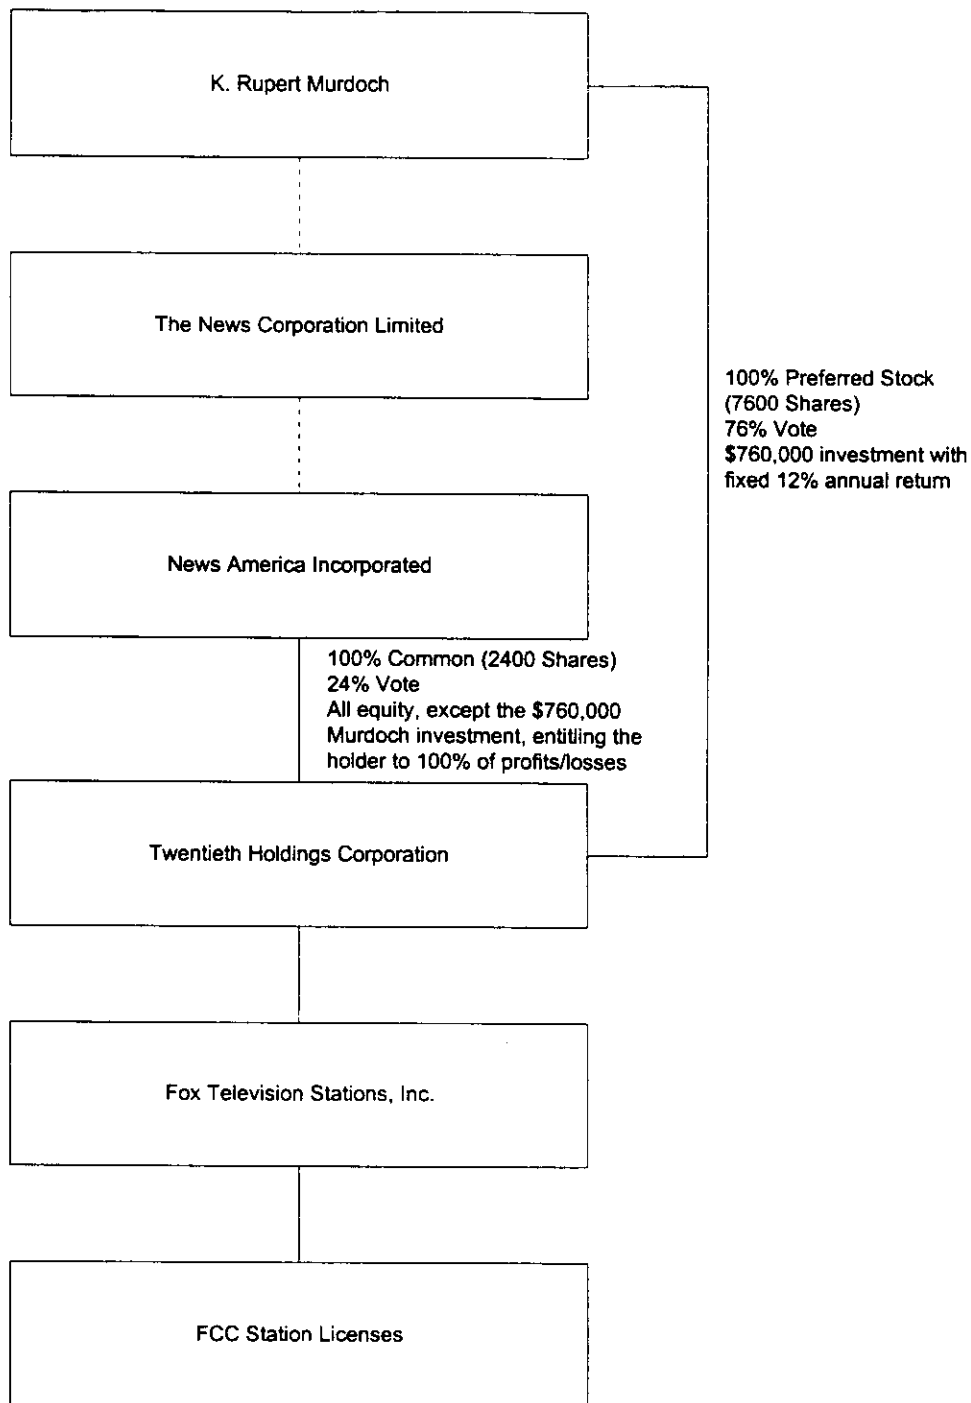 K. Rupert Murdoch
The News Corporation Limited
100% Preferred Stock
(7600 Shares)
76% Vote
$760,000 investment with
fixed 12% annual return
News America Incorporated
100% Common (2400 Shares)
24% Vote
All equity, except the $760,000
Murdoch investment, entitling the
holder to 100% of profits/losses
Twentieth Holdings Corporation
Fox Television Stations, Inc.
FCC Station Licenses